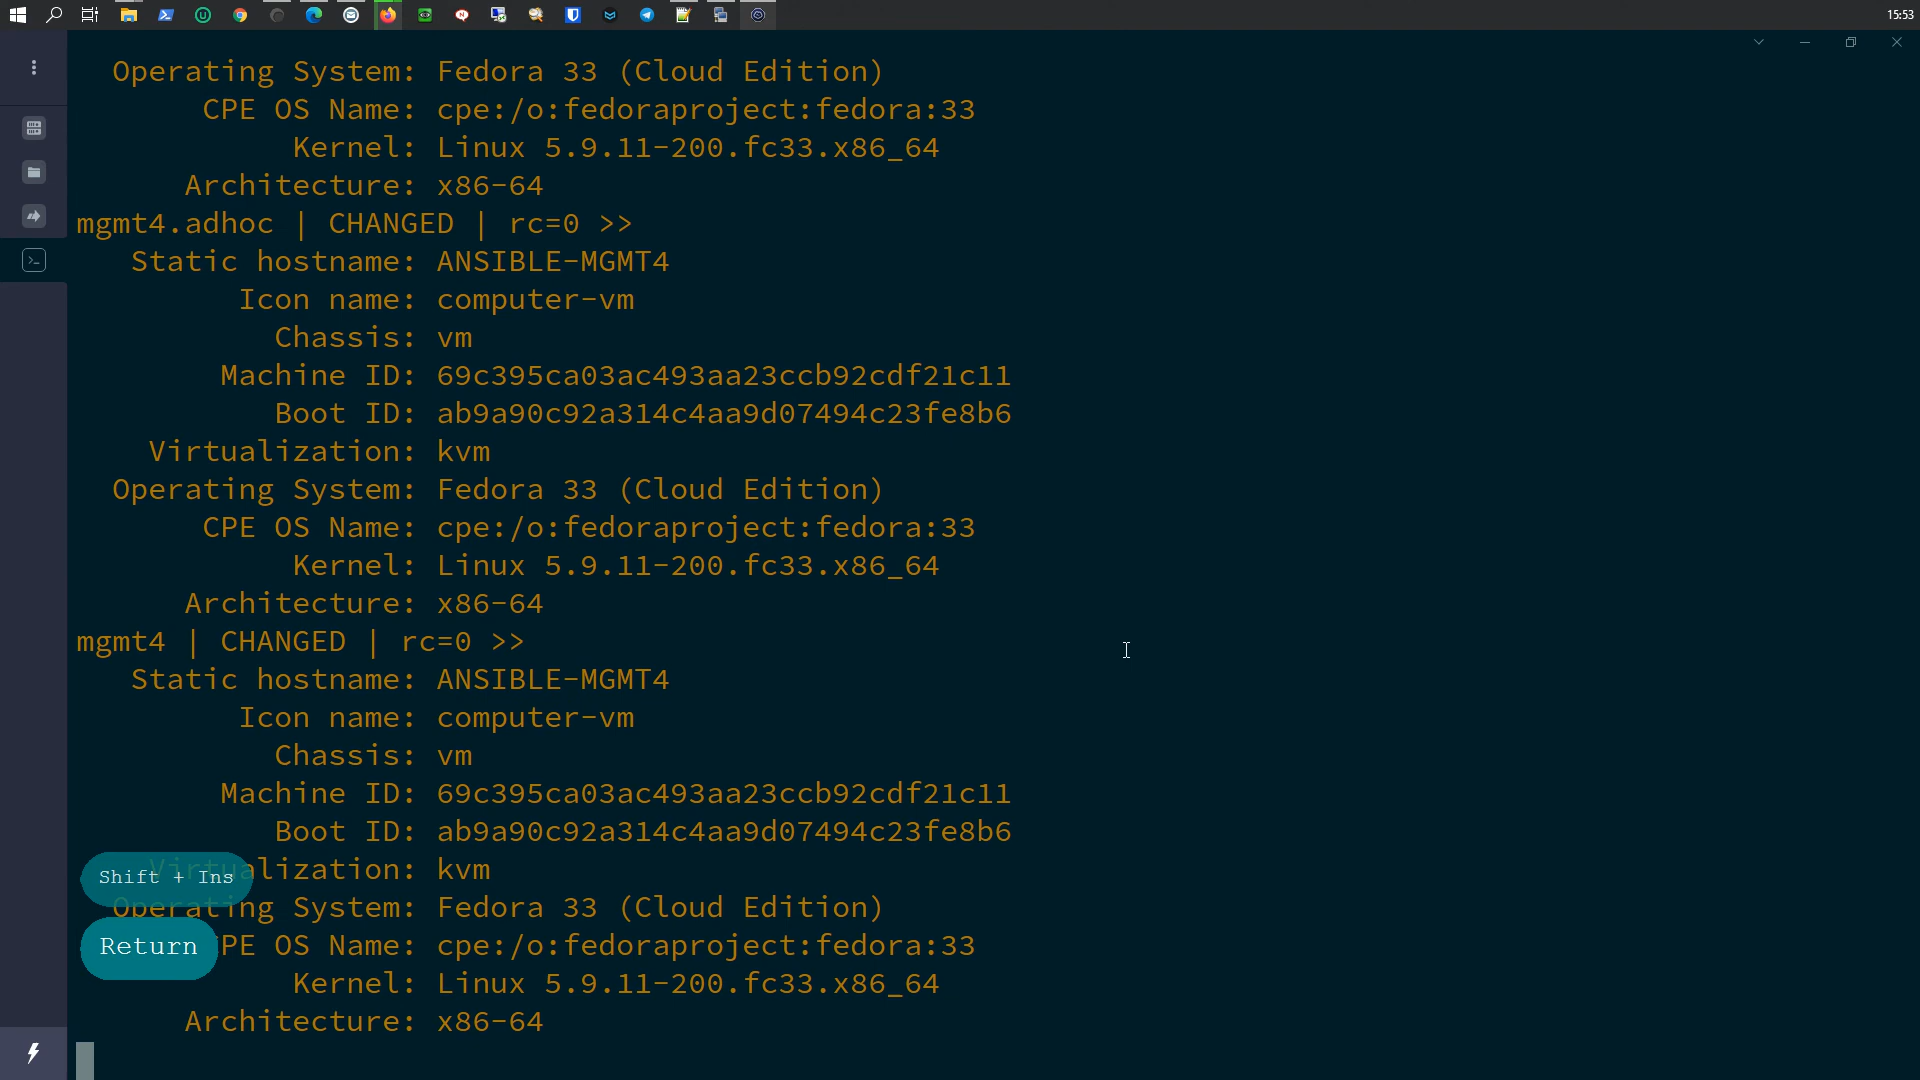 15:53
Operating System: Fedora 33 (Cloud Edition)
CPE OS Name: cpe:/o:fedoraproject:fedora:33
Kernel: Linux 5.9.11-200.fc33.x86_64
Architecture: x86-64
mgmt4.adhoc | CHANGED | rc=0 >>
Static hostname: ANSIBLE-MGMT4
Icon name: computer-vm
Chassis: vm
Machine ID: 69c395ca03ac493aa23ccb92cdf21c11
Boot ID: ab9a90c92a314c4aa9d07494c23fe8b6
Virtualization: kvm
Operating System: Fedora 33 (Cloud Edition)
CPE OS Name: cpe:/o:fedoraproject:fedora:33
Kernel: Linux 5.9.11-200.fc33.x86_64
Architecture: x86-64
mgmt4 | CHANGED | rc=0 >>
Static hostname: ANSIBLE-MGMT4
Icon name: computer-vm
Chassis: vm
Machine ID: 69c395ca03ac493aa23ccb92cdf21c11
Boot ID: ab9a90c92a314c4aa9d07494c23fe8b6
Virtualization: kvm
Shift + Ins
Operating System: Fedora 33 (Cloud Edition)
Return
PE OS Name: cpe:/o:fedoraproject:fedora:33
Kernel: Linux 5.9.11-200.fc33.x86_64
Architecture: x86-64